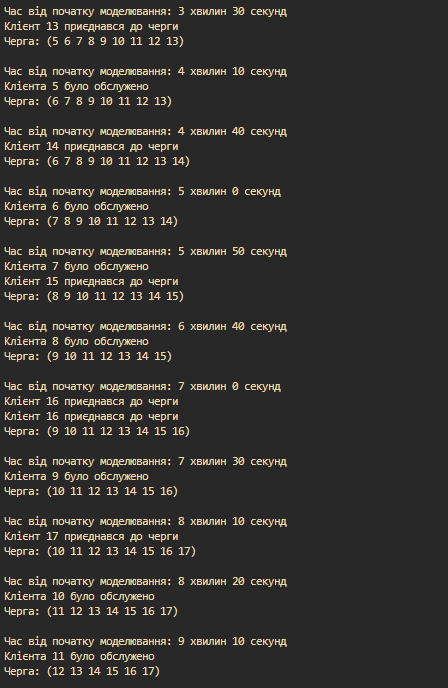 Час від початку моделювання: 3 хвилин 30 секунд
Клієнт 13 приєднався до черги
Черга: (5 6 7 8 9 10 11 12 13)
Час від початку моделювання: 4 хвилин 10 секунд
Клієнта 5 було обслужено
Черга: (6 7 8 9 10 11 12 13)
Час від початку моделювання: 4 хвилин 40 секунд
Клієнт 14 приєднався до черги
Черга: (6 7 8 9 10 11 12 13 14)
Час від початку моделювання: 5 хвилин 0 секунд
Клієнта 6 було обслужено
Черга: (7 8 9 10 11 12 13 14)
Час від початку моделювання: 5 хвилин 50 секунд
Клієнта 7 було обслужено
Клієнт 15 приєднався до черги
Черга: (8 9 10 11 12 13 14 15)
Час від початку моделювання: 6 хвилин 40 секунд
Клієнта 8 було обслужено
Черга: (9 10 11 12 13 14 15)
Час від початку моделювання: 7 хвилин 0 секунд
Клієнт 16 приєднався до черги
Клієнт 16 приєднався до черги
Черга: (9 10 11 12 13 14 15 16)
Час від початку моделювання: 7 хвилин 30 секунд
Клієнта 9 було обслужено
Черга: (10 11 12 13 14 15 16)
Час від початку моделювання: 8 хвилин 10 секунд
Клієнт 17 приєднався до черги
Черга: (10 11 12 13 14 15 16 17)
Час від початку моделювання: 8 хвилин 20 секунд
Клієнта 10 було обслужено
Черга: (11 12 13 14 15 16 17)
Час від початку моделювання: 9 хвилин 10 секунд
Клієнта 11 було обслужено
Черга: (12 13 14 15 16 17)